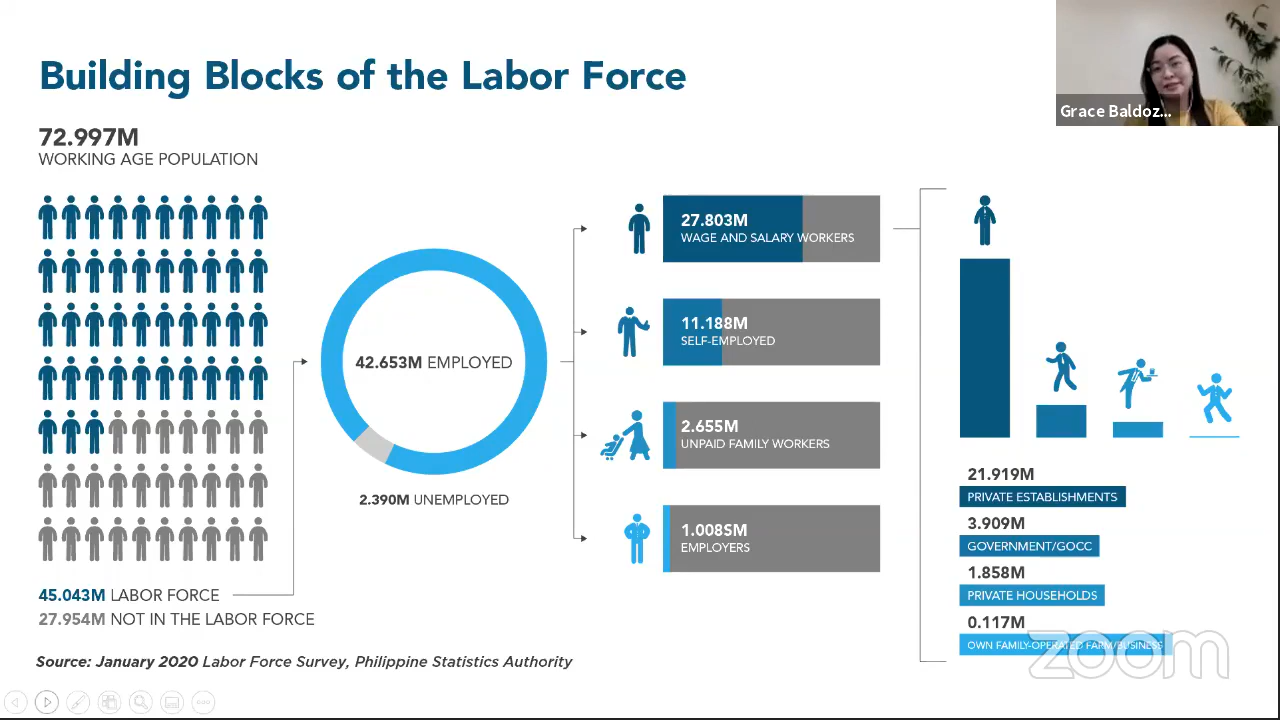 Building Blocks of the Labor Force
Grace Baldoz...
72.997M
WORKING AGE POPULATION
42.653M EMPLOYED
2.390M UNEMPLOYED
45.043M LABOR FORCE
27.954M NOT IN THE LABOR FORCE
27.803M
WAGE AND SALARY WORKERS
11.188M
SELF-EMPLOYED
2.655M
UNPAID FAMILY WORKERS
1.0085M
EMPLOYERS
21.919M
PRIVATE ESTABLISHMENTS
3.909M
GOVERNMENT/GOCC
1.858M
PRIVATE HOUSEHOLDS
0.117M
OWN FAMILY-OPERATED FARM/BUSINESS
Source: January 2020 Labor Force Survey, Philippine Statistics Authority
zoom